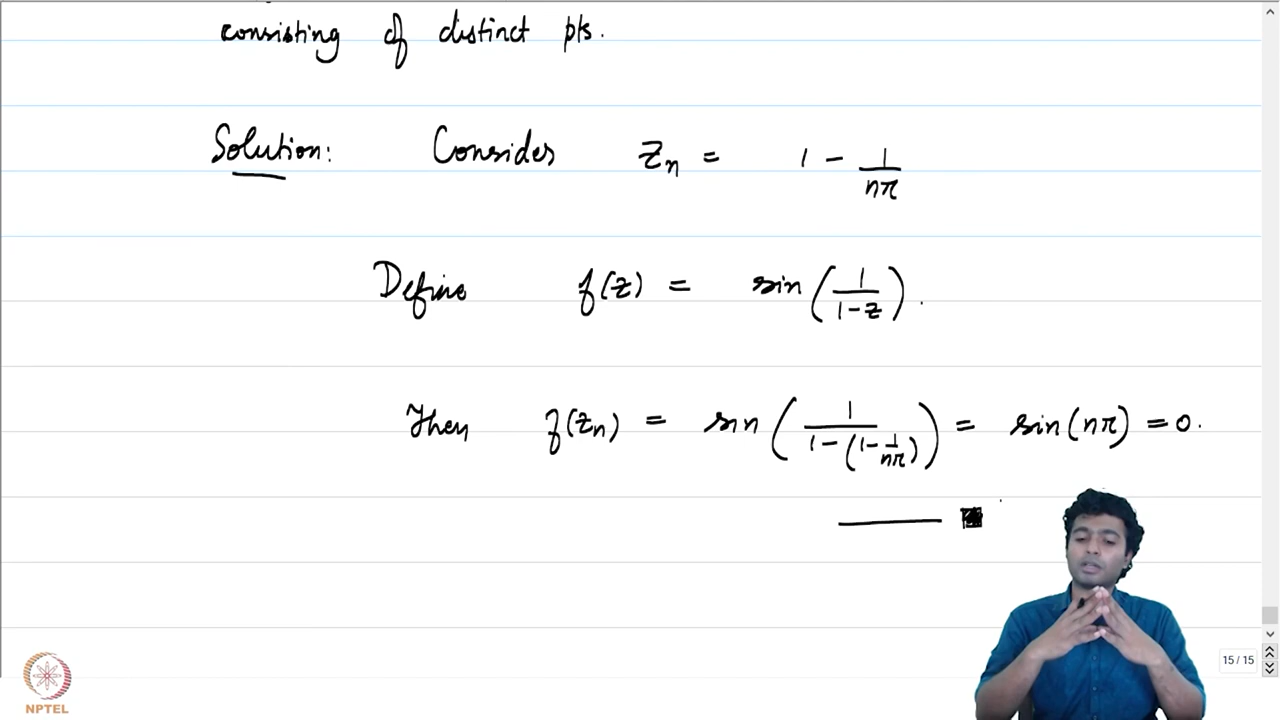 consisting of distinct pts.
Solution: Consider z_n = 1 - 1/(nπ)
Define f(z) = sin(1/(1-z)).
Then f(z_n) = sin(1/(1-(1-1/(nπ)))) = sin(nπ) = 0.
15 / 15
NPTEL